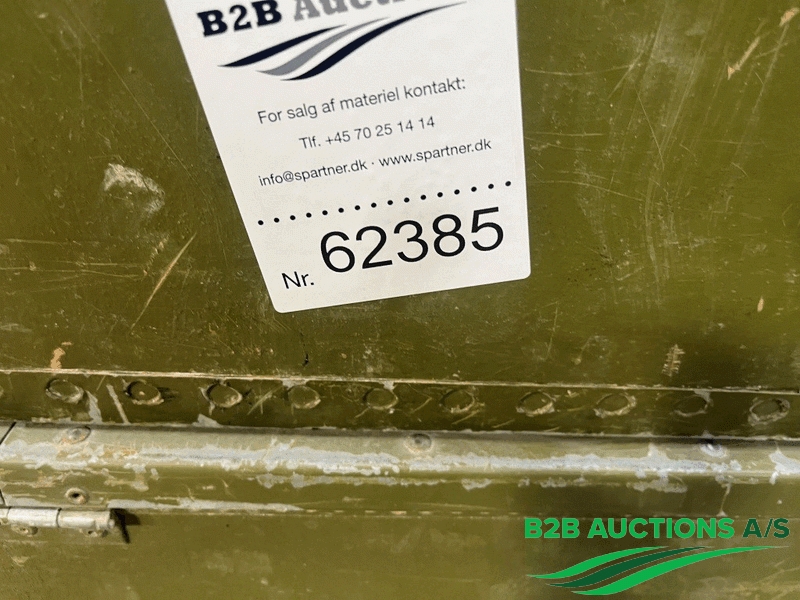 B2B Auctions
For salg af materiel kontakt:
Tlf. +45 70 25 14 14
info@spartner.dk · www.spartner.dk
Nr. 62385
B2B AUCTIONS A/S